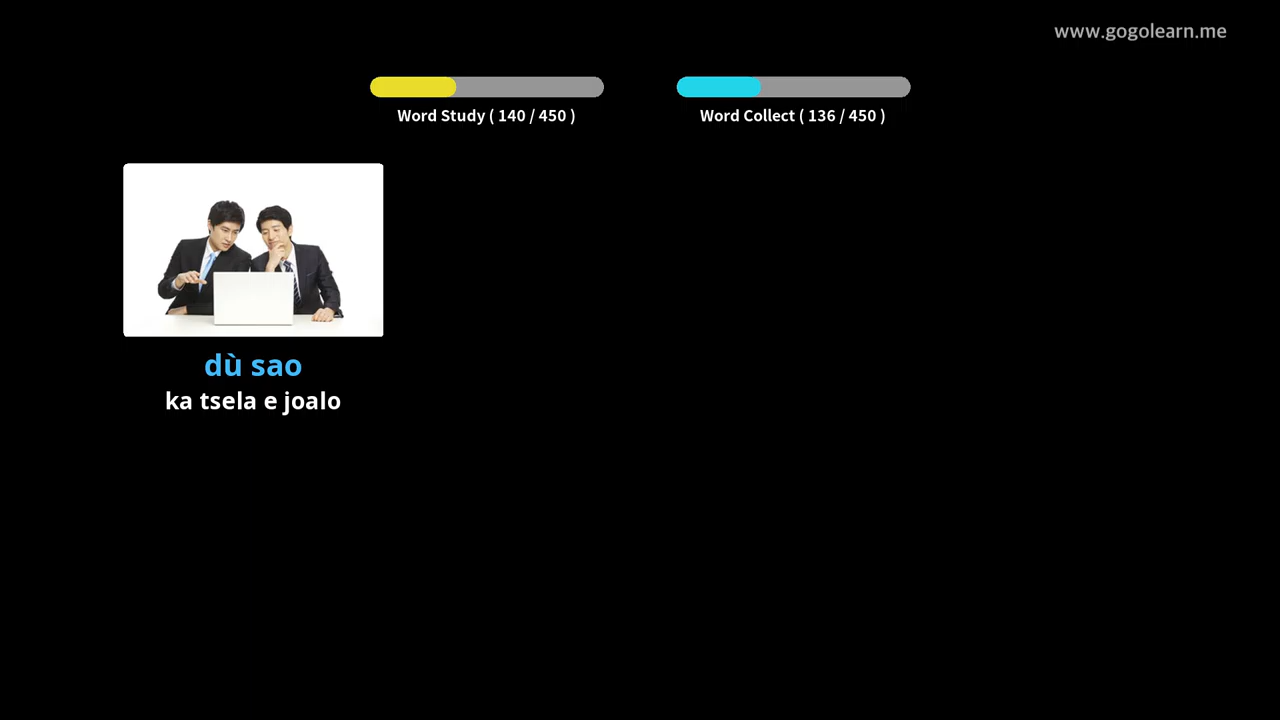 www.gogolearn.me
Word Study ( 140 / 450 )
Word Collect ( 136 / 450 )
dù sao
ka tsela e joalo